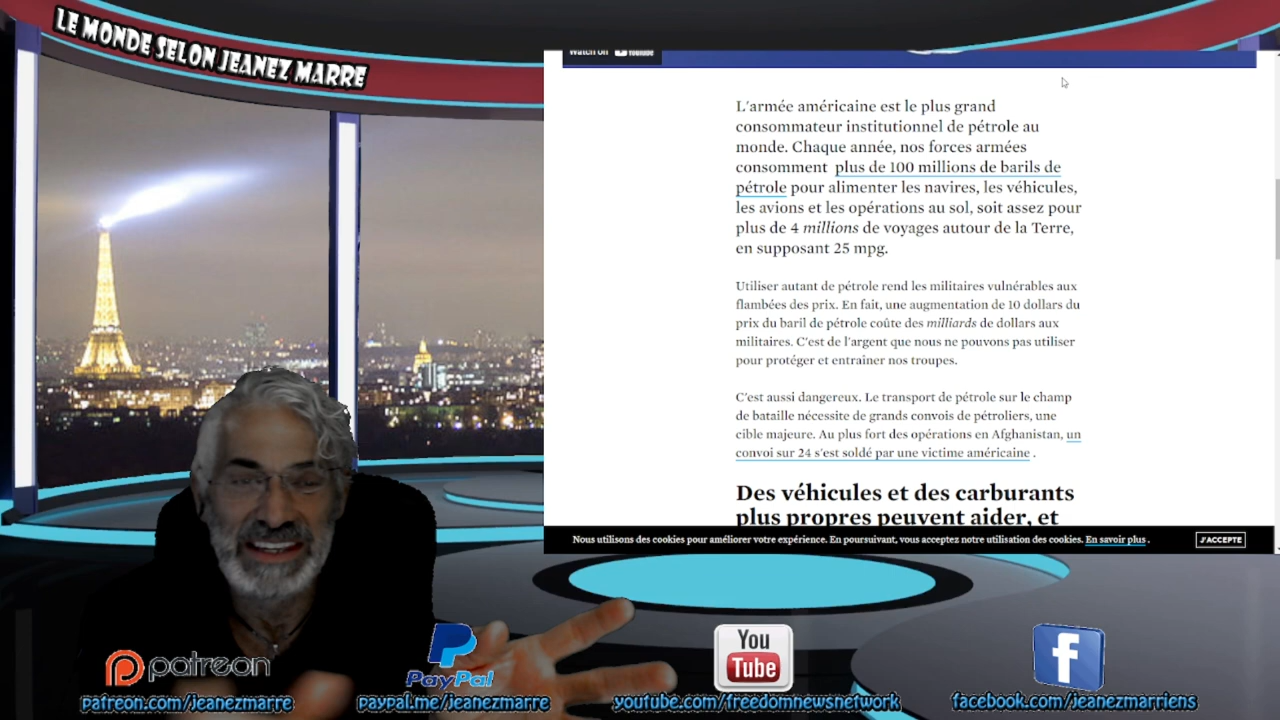 LE MONDE SELON JEANEZ MARRE
Watch on YouTube
L'armée américaine est le plus grand
consommateur institutionnel de pétrole au
monde. Chaque année, nos forces armées
consomment plus de 100 millions de barils de
pétrole pour alimenter les navires, les véhicules,
les avions et les opérations au sol, soit assez pour
plus de 4 millions de voyages autour de la Terre,
en supposant 25 mpg.
Utiliser autant de pétrole rend les militaires vulnérables aux
flambées des prix. En fait, une augmentation de 10 dollars du
prix du baril de pétrole coûte des milliards de dollars aux
militaires. C'est de l'argent que nous ne pouvons pas utiliser
pour protéger et entraîner nos troupes.
C'est aussi dangereux. Le transport de pétrole sur le champ
de bataille nécessite de grands convois de pétroliers, une
cible majeure. Au plus fort des opérations en Afghanistan, un
convoi sur 24 s'est soldé par une victime américaine .
Des véhicules et des carburants
plus propres peuvent aider, et
Nous utilisons des cookies pour améliorer votre expérience. En poursuivant, vous acceptez notre utilisation des cookies. En savoir plus .
J'ACCEPTE
patreon
PayPal
You
Tube
f
patreon.com/jeanezmarre
paypal.me/jeanezmarre
youtube.com/freedomnewsnetwork
facebook.com/jeanezmarriens